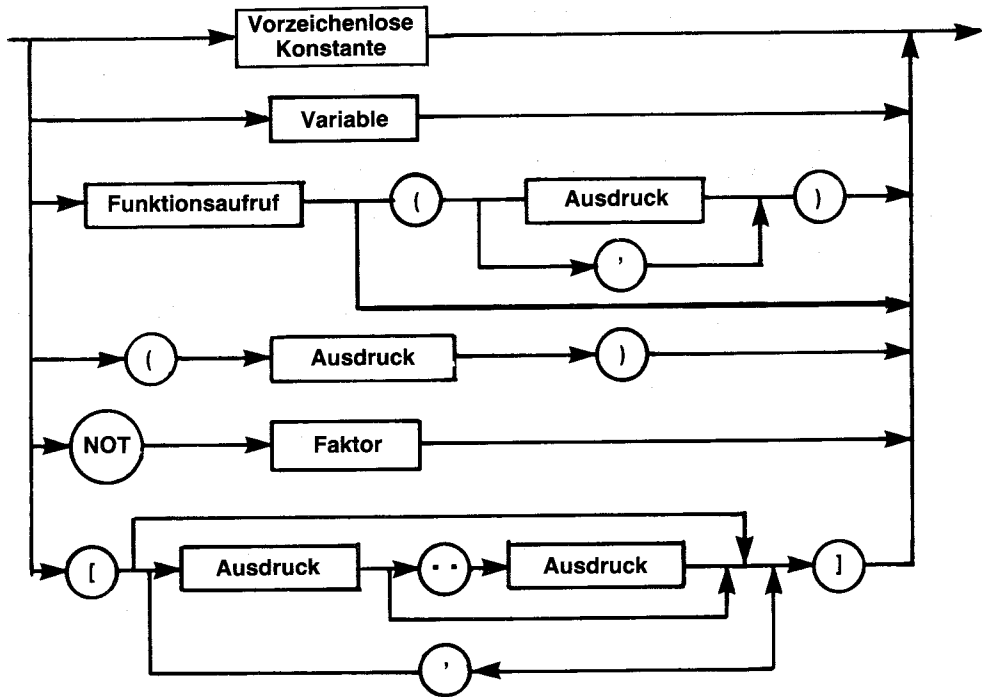 Vorzeichenlose
Konstante
Variable
Funktionsaufruf ( Ausdruck )
,
( Ausdruck )
NOT Faktor
[ Ausdruck .. Ausdruck ]
,